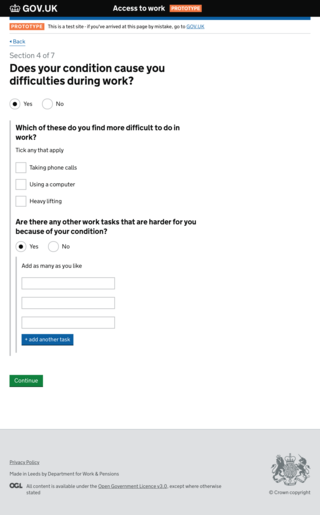 GOV.UK
Access to work PROTOTYPE
PROTOTYPE This is a test site - if you've arrived at this page by mistake, go to GOV.UK
Back
Section 4 of 7
Does your condition cause you
difficulties during work?
Yes No
Which of these do you find more difficult to do in
work?
Tick any that apply
Taking phone calls
Using a computer
Heavy lifting
Are there any other work tasks that are harder for you
because of your condition?
Yes No
Add as many as you like
+ add another task
Continue
Privacy Policy
Made in Leeds by Department for Work & Pensions
OGL All content is available under the Open Government Licence v3.0, except where otherwise
stated
© Crown copyright